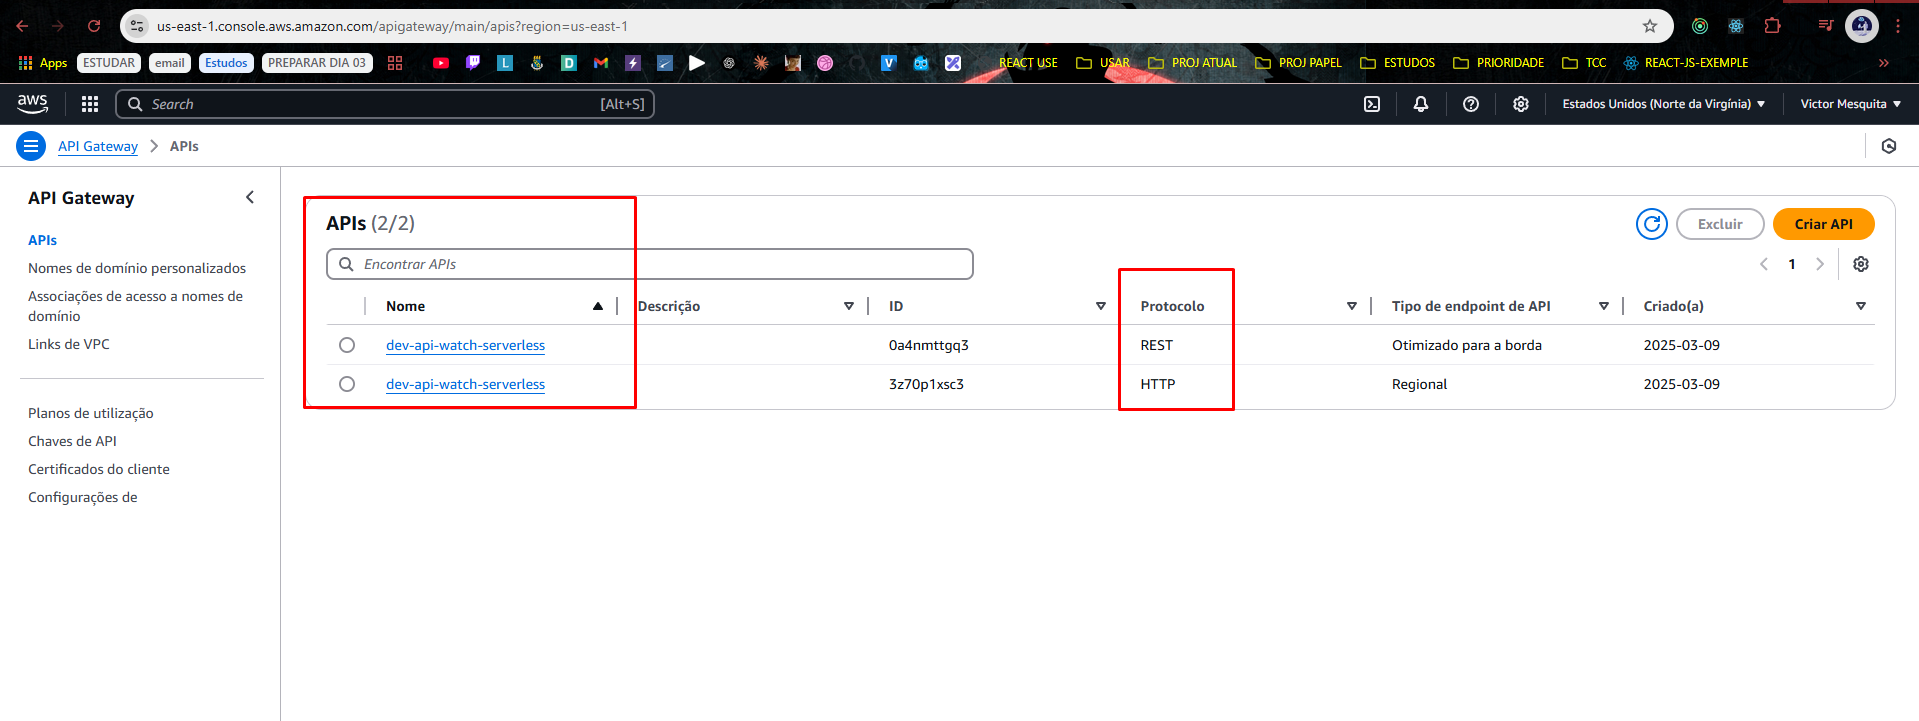 us-east-1.console.aws.amazon.com/apigateway/main/apis?region=us-east-1
Apps ESTUDAR email Estudos PREPARAR DIA 03 REACT USE USAR PROJ ATUAL PROJ PAPEL ESTUDOS PRIORIDADE TCC REACT-JS-EXEMPLE »
aws Search [Alt+S] Estados Unidos (Norte da Virgínia) Victor Mesquita
API Gateway > APIs
API Gateway
APIs
Nomes de domínio personalizados
Associações de acesso a nomes de
domínio
Links de VPC
Planos de utilização
Chaves de API
Certificados do cliente
Configurações de
APIs (2/2)
Excluir Criar API
Encontrar APIs
1
Nome Descrição ID Protocolo Tipo de endpoint de API Criado(a)
dev-api-watch-serverless 0a4nmttgq3 REST Otimizado para a borda 2025-03-09
dev-api-watch-serverless 3z70p1xsc3 HTTP Regional 2025-03-09